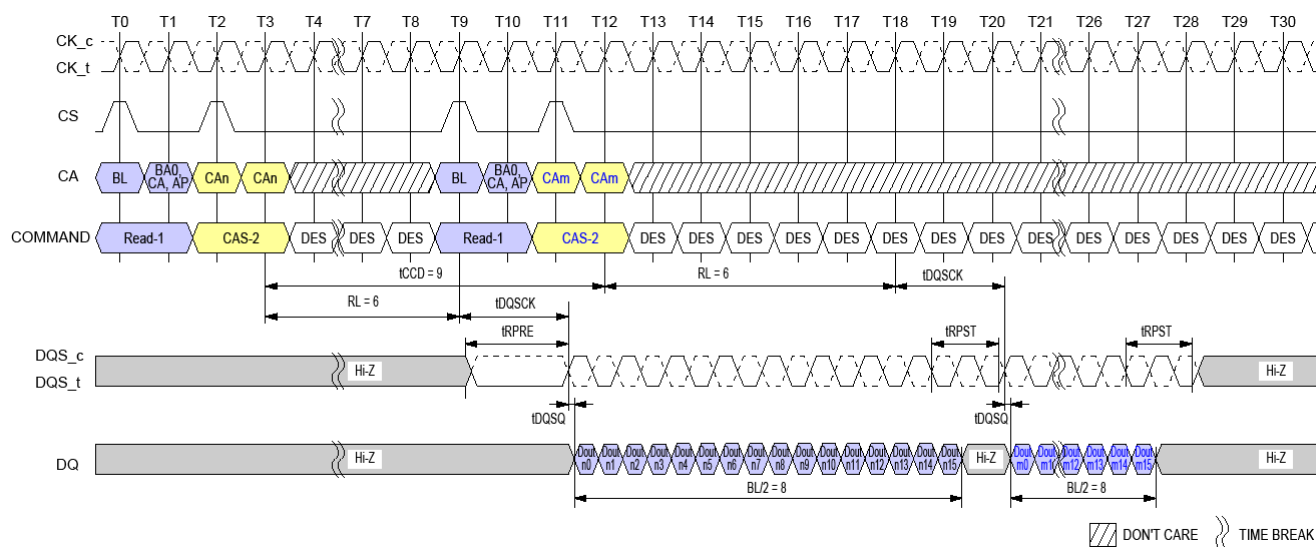 T0 T1 T2 T3 T4 T7 T8 T9 T10 T11 T12 T13 T14 T15 T16 T17 T18 T19 T20 T21 T26 T27 T28 T29 T30
CK_c
CK_t
CS
CA BL BA0, CA, AP CAn CAn BL BA0, CA, AP CAm CAm
COMMAND Read-1 CAS-2 DES DES DES Read-1 CAS-2 DES DES DES DES DES DES DES DES DES DES DES DES DES DES
tCCD = 9 RL = 6 tDQSCK
RL = 6 tDQSCK
tRPRE tRPST tRPST
DQS_c
DQS_t
Hi-Z Hi-Z
tDQSQ tDQSQ
DQ Hi-Z Dout n0 Dout n1 Dout n2 Dout n3 Dout n4 Dout n5 Dout n6 Dout n7 Dout n8 Dout n9 Dout n10 Dout n11 Dout n12 Dout n13 Dout n14 Dout n15 Hi-Z Dout m0 Dout m1 Dout m12 Dout m13 Dout m14 Dout m15 Hi-Z
BL/2 = 8 BL/2 = 8
DON'T CARE TIME BREAK